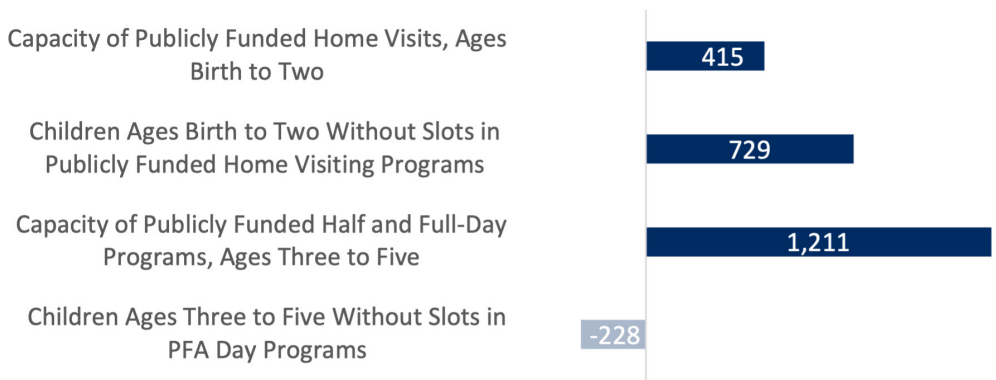 Capacity of Publicly Funded Home Visits, Ages
Birth to Two
415
Children Ages Birth to Two Without Slots in
Publicly Funded Home Visiting Programs
729
Capacity of Publicly Funded Half and Full-Day
Programs, Ages Three to Five
1,211
Children Ages Three to Five Without Slots in
PFA Day Programs
-228